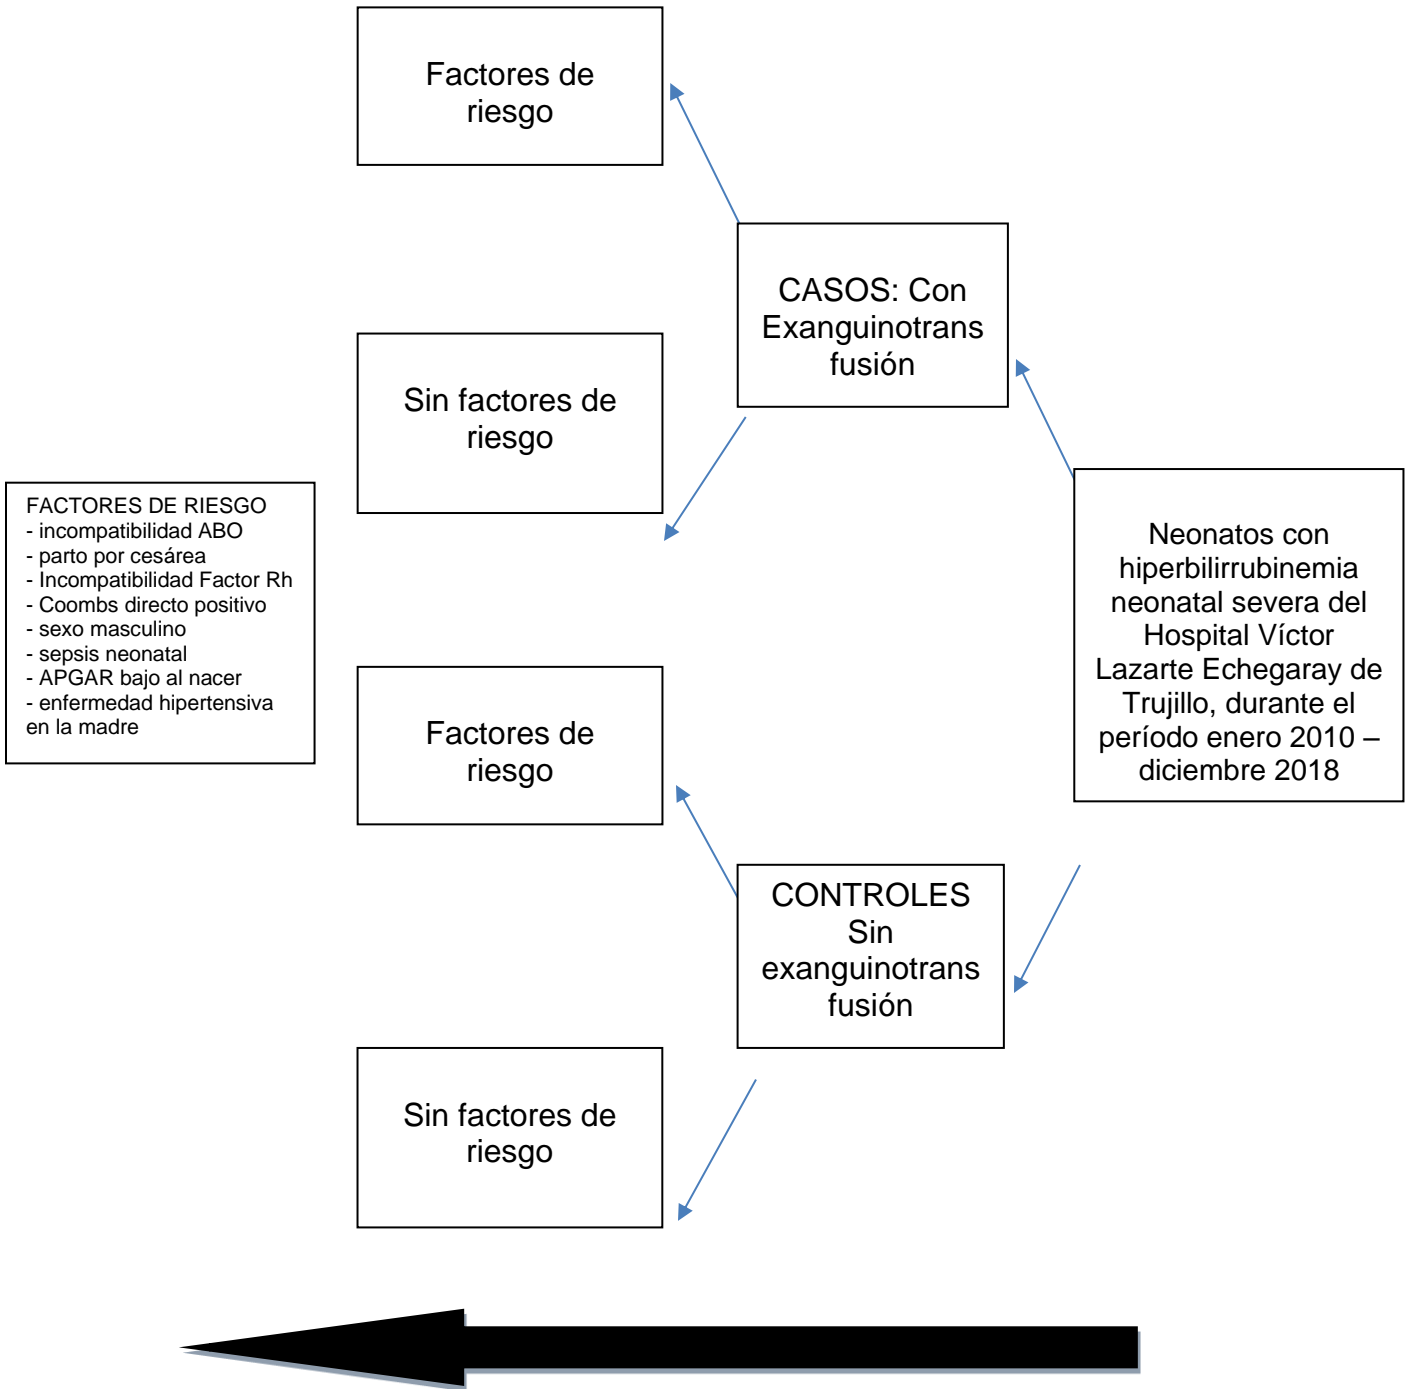 Factores de
riesgo
CASOS: Con
Exanguinotrans
fusión
Sin factores de
riesgo
FACTORES DE RIESGO
- incompatibilidad ABO
- parto por cesárea
- Incompatibilidad Factor Rh
- Coombs directo positivo
- sexo masculino
- sepsis neonatal
- APGAR bajo al nacer
- enfermedad hipertensiva
en la madre
Neonatos con
hiperbilirrubinemia
neonatal severa del
Hospital Víctor
Lazarte Echegaray de
Trujillo, durante el
período enero 2010 –
diciembre 2018
Factores de
riesgo
CONTROLES
Sin
exanguinotrans
fusión
Sin factores de
riesgo